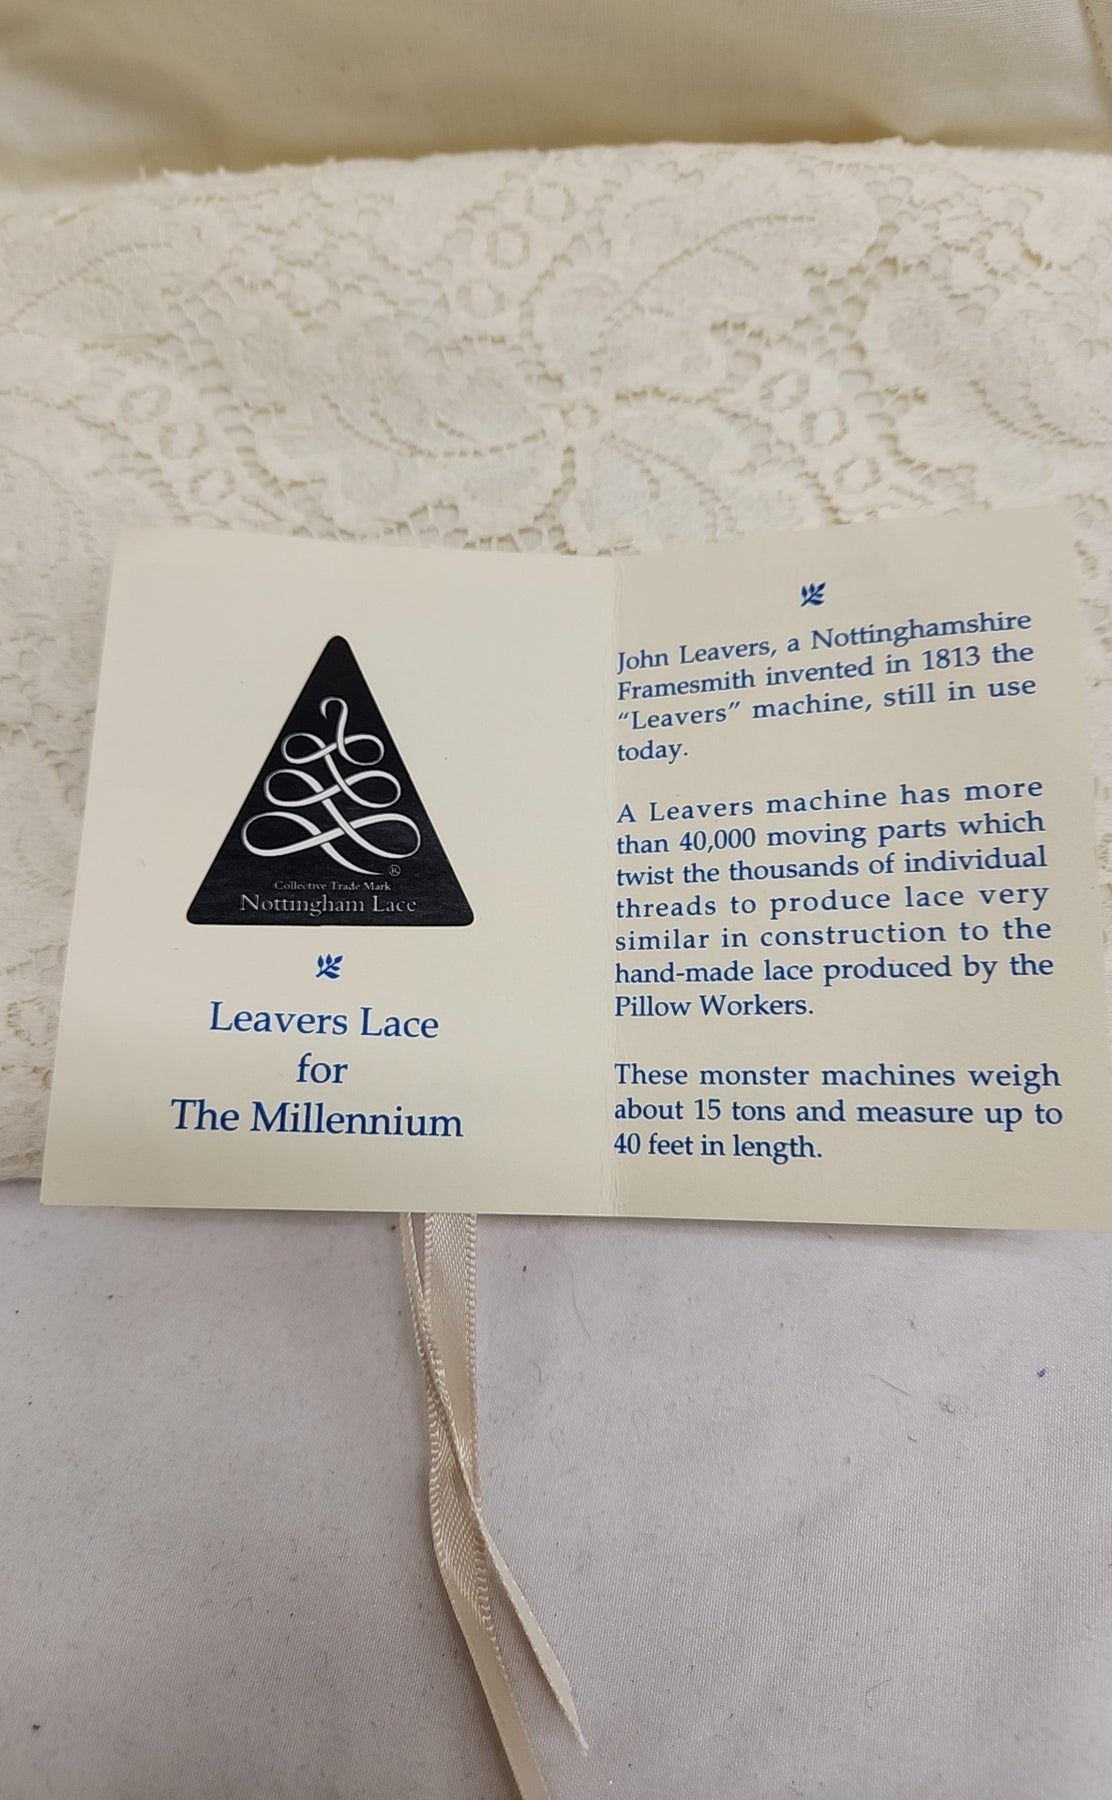 ®
Collective Trade Mark
Nottingham Lace
Leavers Lace
for
The Millennium
John Leavers, a Nottinghamshire
Framesmith invented in 1813 the
“Leavers” machine, still in use
today.
A Leavers machine has more
than 40,000 moving parts which
twist the thousands of individual
threads to produce lace very
similar in construction to the
hand-made lace produced by the
Pillow Workers.
These monster machines weigh
about 15 tons and measure up to
40 feet in length.